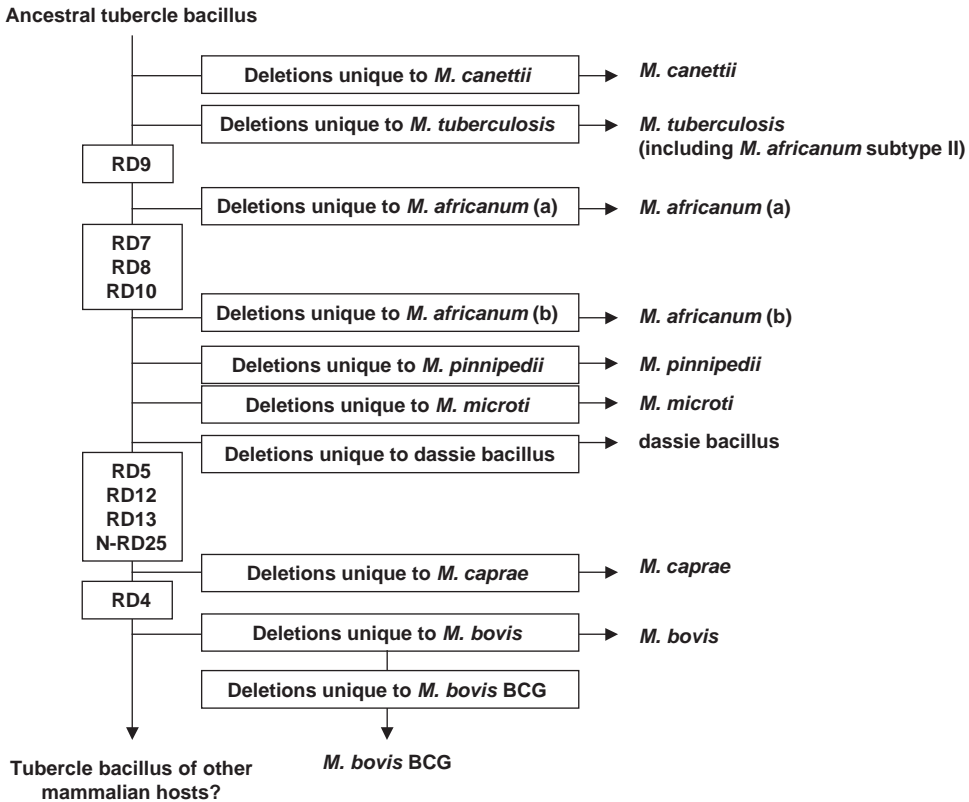 Ancestral tubercle bacillus
Deletions unique to M. canettii
M. canettii
Deletions unique to M. tuberculosis
M. tuberculosis
(including M. africanum subtype II)
RD9
Deletions unique to M. africanum (a)
M. africanum (a)
RD7
RD8
RD10
Deletions unique to M. africanum (b)
M. africanum (b)
Deletions unique to M. pinnipedii
M. pinnipedii
Deletions unique to M. microti
M. microti
Deletions unique to dassie bacillus
dassie bacillus
RD5
RD12
RD13
N-RD25
Deletions unique to M. caprae
M. caprae
RD4
Deletions unique to M. bovis
M. bovis
Deletions unique to M. bovis BCG
M. bovis BCG
Tubercle bacillus of other
mammalian hosts?